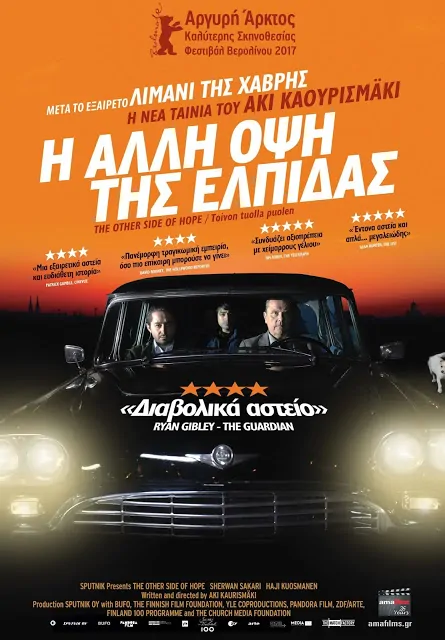 Αργυρή Άρκτος
Καλύτερης Σκηνοθεσίας
Φεστιβάλ Βερολίνου 2017
ΜΕΤΑ ΤΟ ΕΞΑΙΡΕΤΟ ΛΙΜΑΝΙ ΤΗΣ ΧΑΒΡΗΣ
Η ΝΕΑ ΤΑΙΝΙΑ ΤΟΥ ΑΚΙ ΚΑΟΥΡΙΣΜΑΚΙ
Η ΑΛΛΗ ΟΨΗ
ΤΗΣ ΕΛΠΙΔΑΣ
THE OTHER SIDE OF HOPE / Toivon tuolla puolen
«Μια εξαιρετικά αστεία
και ευδιάθετη ιστορία»
«Πανέμορφη τραγικωμική εμπειρία,
όσο πιο επίκαιρη μπορούσε να γίνει»
«Συνδυάζει αξιοπρέπεια
με χείμαρρους γέλιου»
«Έντονα αστεία και
απλά... μεγαλειώδης»
«Διαβολικά αστείο»
RYAN GIBLEY - THE GUARDIAN
SPUTNIK Presents THE OTHER SIDE OF HOPE SHERWAN SAKARI HAJI KUOSMANEN
Written and directed by AKI KAURISMÄKI
Production SPUTNIK OY with BUFO, THE FINNISH FILM FOUNDATION, YLE COPRODUCTIONS, PANDORA FILM, ZDF/ARTE,
FINLAND 100 PROGRAMME and THE CHURCH MEDIA FOUNDATION
amafilms.gr